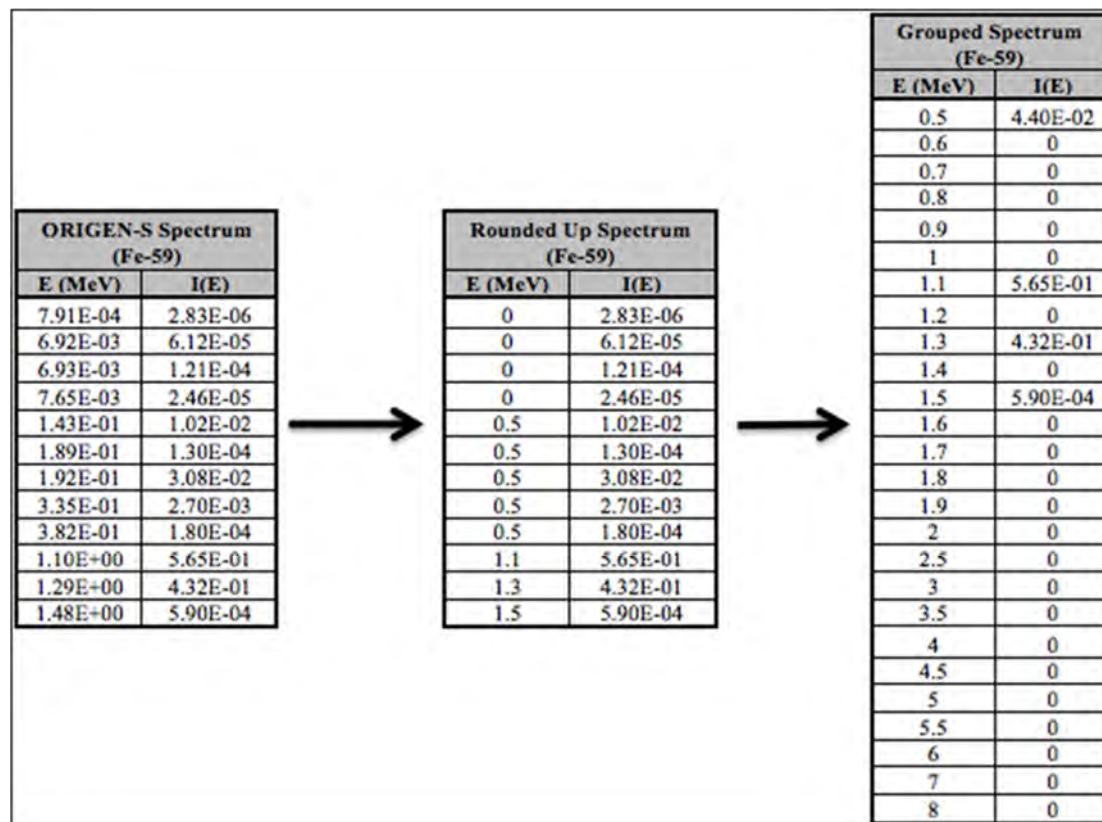 ORIGEN-S Spectrum
(Fe-59)
E (MeV) I(E)
7.91E-04 2.83E-06
6.92E-03 6.12E-05
6.93E-03 1.21E-04
7.65E-03 2.46E-05
1.43E-01 1.02E-02
1.89E-01 1.30E-04
1.92E-01 3.08E-02
3.35E-01 2.70E-03
3.82E-01 1.80E-04
1.10E+00 5.65E-01
1.29E+00 4.32E-01
1.48E+00 5.90E-04
Rounded Up Spectrum
(Fe-59)
E (MeV) I(E)
0 2.83E-06
0 6.12E-05
0 1.21E-04
0 2.46E-05
0.5 1.02E-02
0.5 1.30E-04
0.5 3.08E-02
0.5 2.70E-03
0.5 1.80E-04
1.1 5.65E-01
1.3 4.32E-01
1.5 5.90E-04
Grouped Spectrum
(Fe-59)
E (MeV) I(E)
0.5 4.40E-02
0.6 0
0.7 0
0.8 0
0.9 0
1 0
1.1 5.65E-01
1.2 0
1.3 4.32E-01
1.4 0
1.5 5.90E-04
1.6 0
1.7 0
1.8 0
1.9 0
2 0
2.5 0
3 0
3.5 0
4 0
4.5 0
5 0
5.5 0
6 0
7 0
8 0